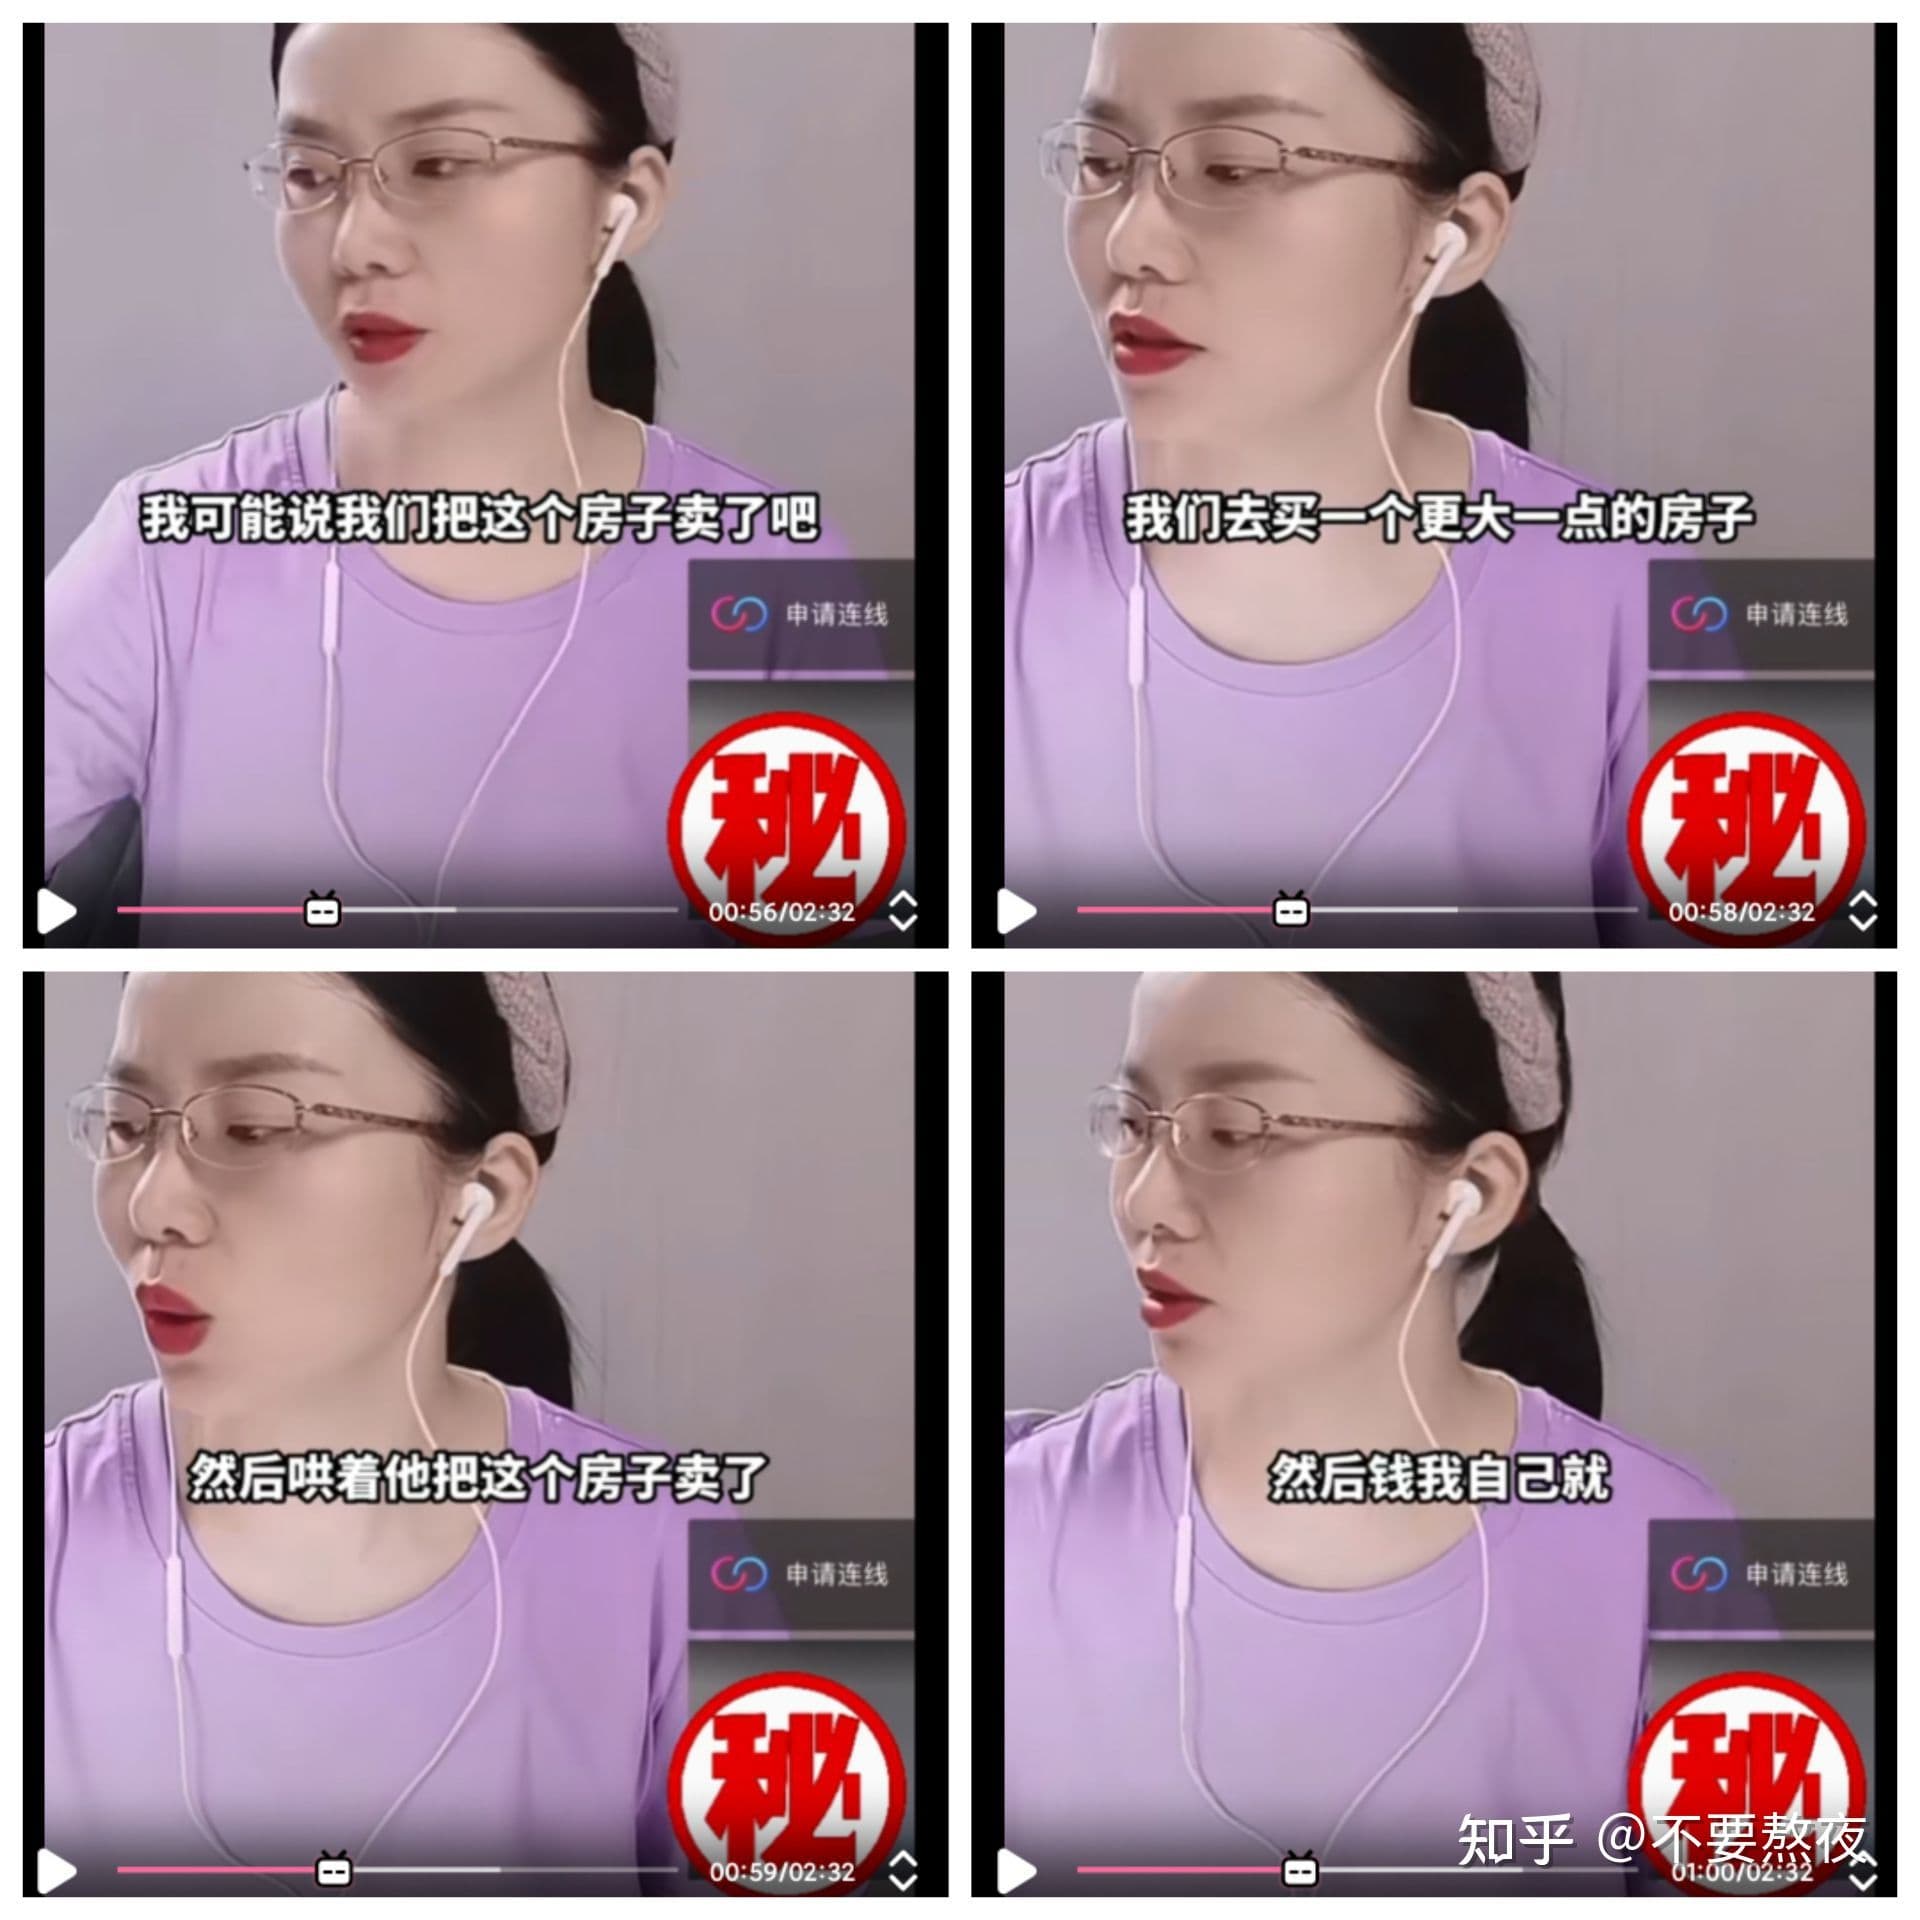 我可能说我们把这个房子卖了吧
申请连线
秘
00:56/02:32
我们去买一个更大一点的房子
申请连线
秘
00:58/02:32
然后哄着他把这个房子卖了
申请连线
秘
00:59/02:32
然后钱我自己就
申请连线
秘
知乎 @不要熬夜
01:00/02:32